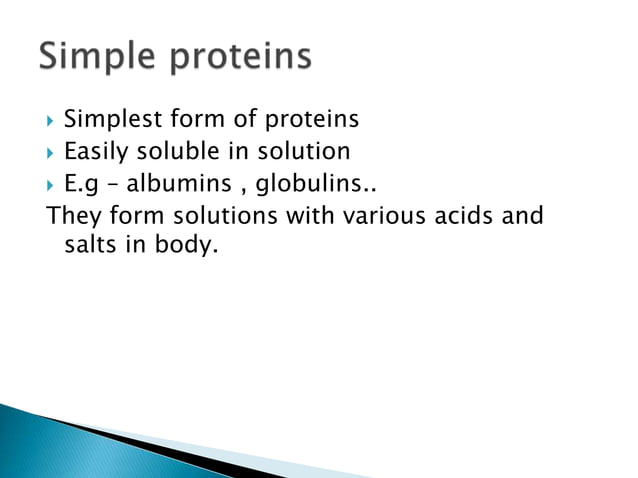 Simple proteins
Simplest form of proteins
Easily soluble in solution
E.g – albumins , globulins..
They form solutions with various acids and
salts in body.